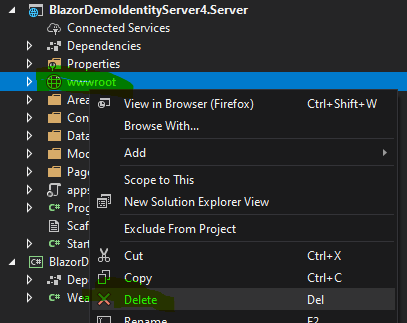 BlazorDemoIdentityServer4.Server
Connected Services
Dependencies
Properties
wwwroot
View in Browser (Firefox) Ctrl+Shift+W
Browse With...
Add
Scope to This
New Solution Explorer View
Exclude From Project
Cut Ctrl+X
Copy Ctrl+C
Delete Del
Rename F2
Area
Con
Data
Mod
Page
apps
C# Prog
Scaf
C# Start
C# BlazorD
Depe
C# Wea